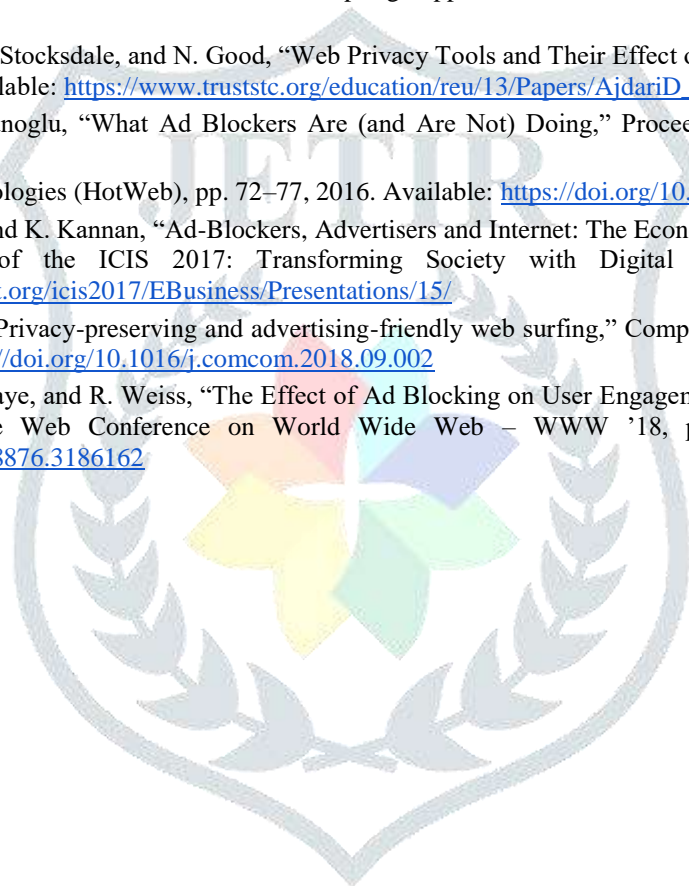 Stocksdale, and N. Good, “Web Privacy Tools and Their Effect o
lable: https://www.truststc.org/education/reu/13/Papers/AjdariD_
noglu, “What Ad Blockers Are (and Are Not) Doing,” Procee
JETIR
ologies (HotWeb), pp. 72–77, 2016. Available: https://doi.org/10.
nd K. Kannan, “Ad-Blockers, Advertisers and Internet: The Econ
of the ICIS 2017: Transforming Society with Digital
t.org/icis2017/EBusiness/Presentations/15/
Privacy-preserving and advertising-friendly web surfing,” Comp
//doi.org/10.1016/j.comcom.2018.09.002
aye, and R. Weiss, “The Effect of Ad Blocking on User Engagen
e Web Conference on World Wide Web – WWW ’18, p
8876.3186162